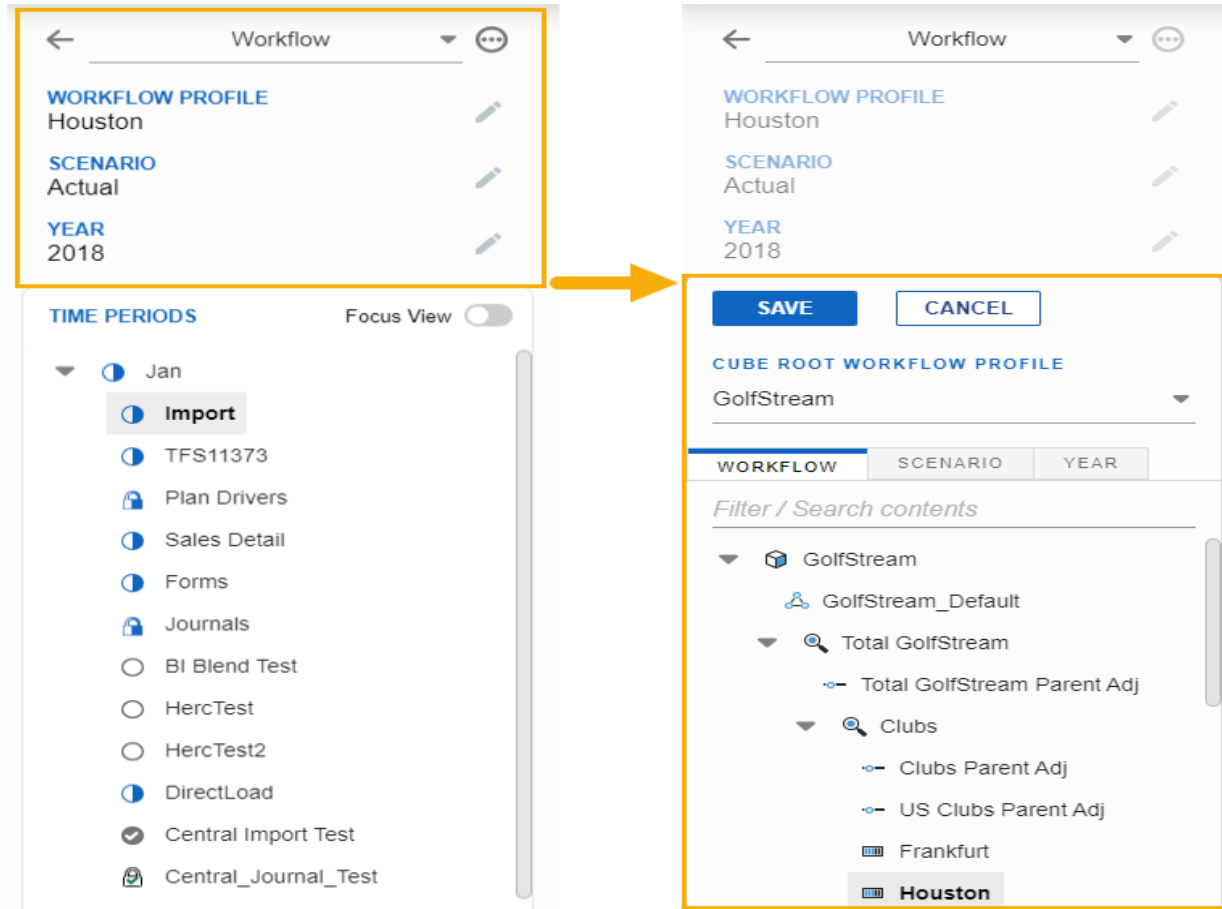 Workflow
WORKFLOW PROFILE
Houston
SCENARIO
Actual
YEAR
2018
TIME PERIODS Focus View
Jan
Import
TFS11373
Plan Drivers
Sales Detail
Forms
Journals
BI Blend Test
HercTest
HercTest2
DirectLoad
Central Import Test
Central_Journal_Test
Workflow
WORKFLOW PROFILE
Houston
SCENARIO
Actual
YEAR
2018
SAVE CANCEL
CUBE ROOT WORKFLOW PROFILE
GolfStream
WORKFLOW SCENARIO YEAR
Filter / Search contents
GolfStream
GolfStream_Default
Total GolfStream
Total GolfStream Parent Adj
Clubs
Clubs Parent Adj
US Clubs Parent Adj
Frankfurt
Houston